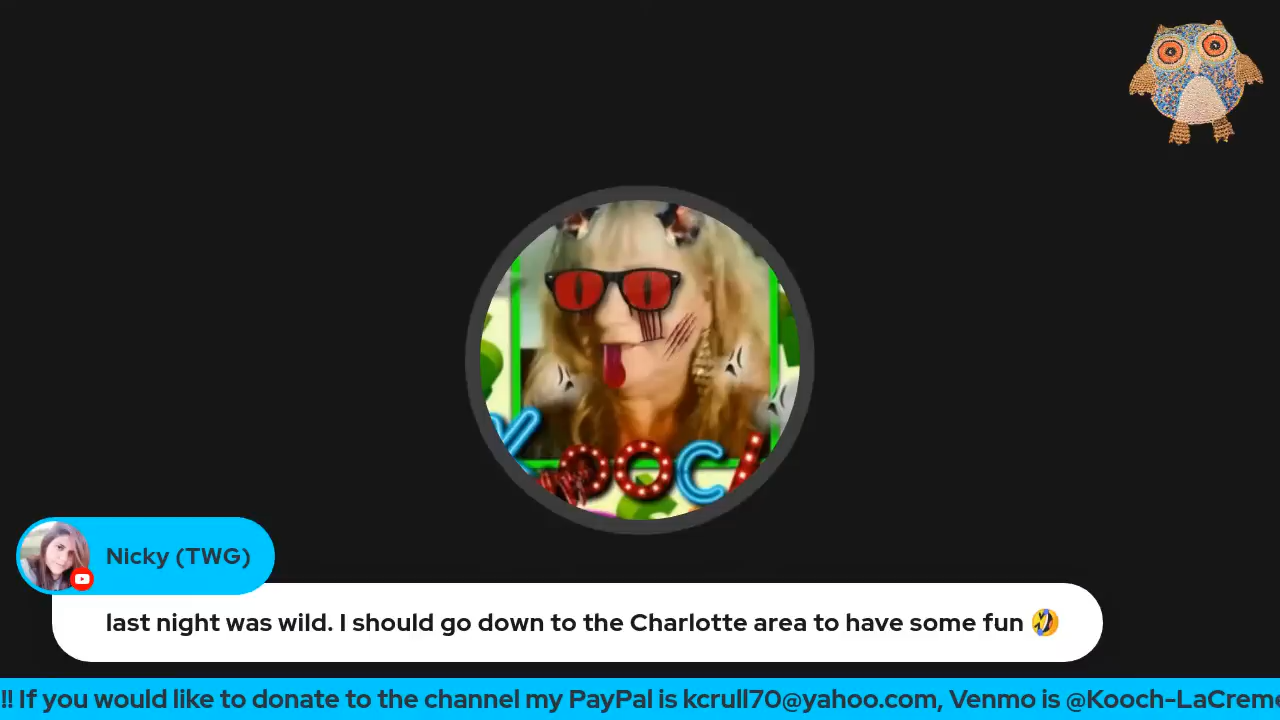 KOOCH
Nicky (TWG)
last night was wild. I should go down to the Charlotte area to have some fun 🤣
!! If you would like to donate to the channel my PayPal is kcrull70@yahoo.com, Venmo is @Kooch-LaCreme